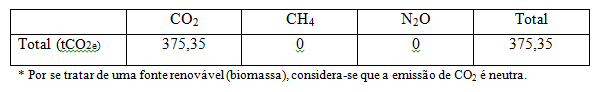 CO2 CH4 N2O Total
Total (tCO2e) 375,35 0 0 375,35
* Por se tratar de uma fonte renovável (biomassa), considera-se que a emissão de CO2 é neutra.